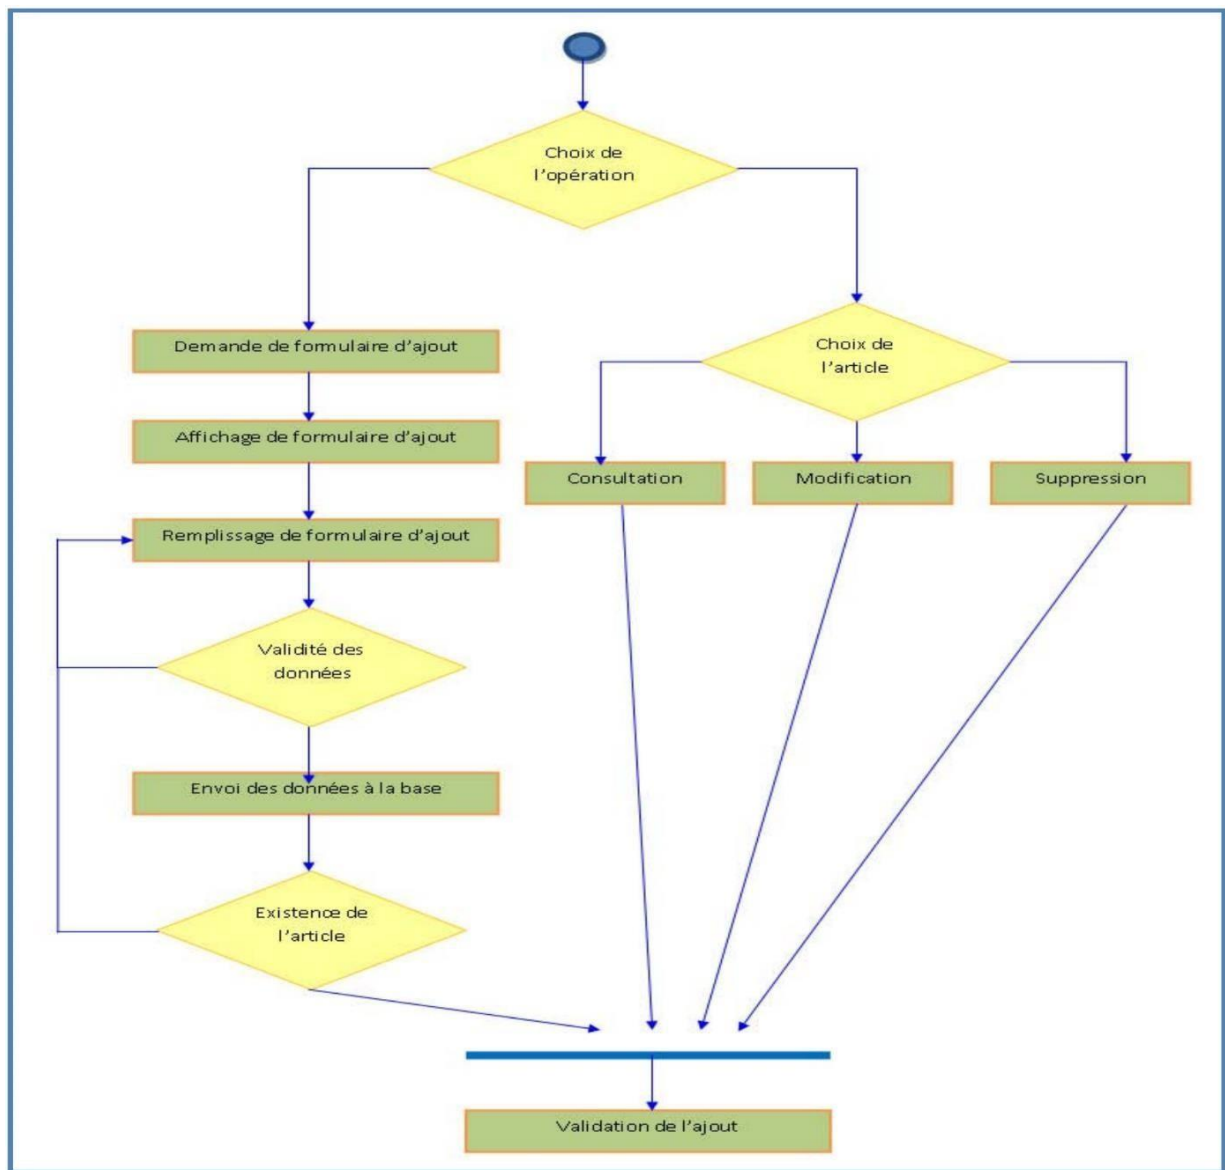 Choix de
l'opération
Demande de formulaire d'ajout
Choix de
l'article
Affichage de formulaire d'ajout
Consultation
Modification
Suppression
Remplissage de formulaire d'ajout
Validité des
données
Envoi des données à la base
Existence de
l'article
Validation de l'ajout